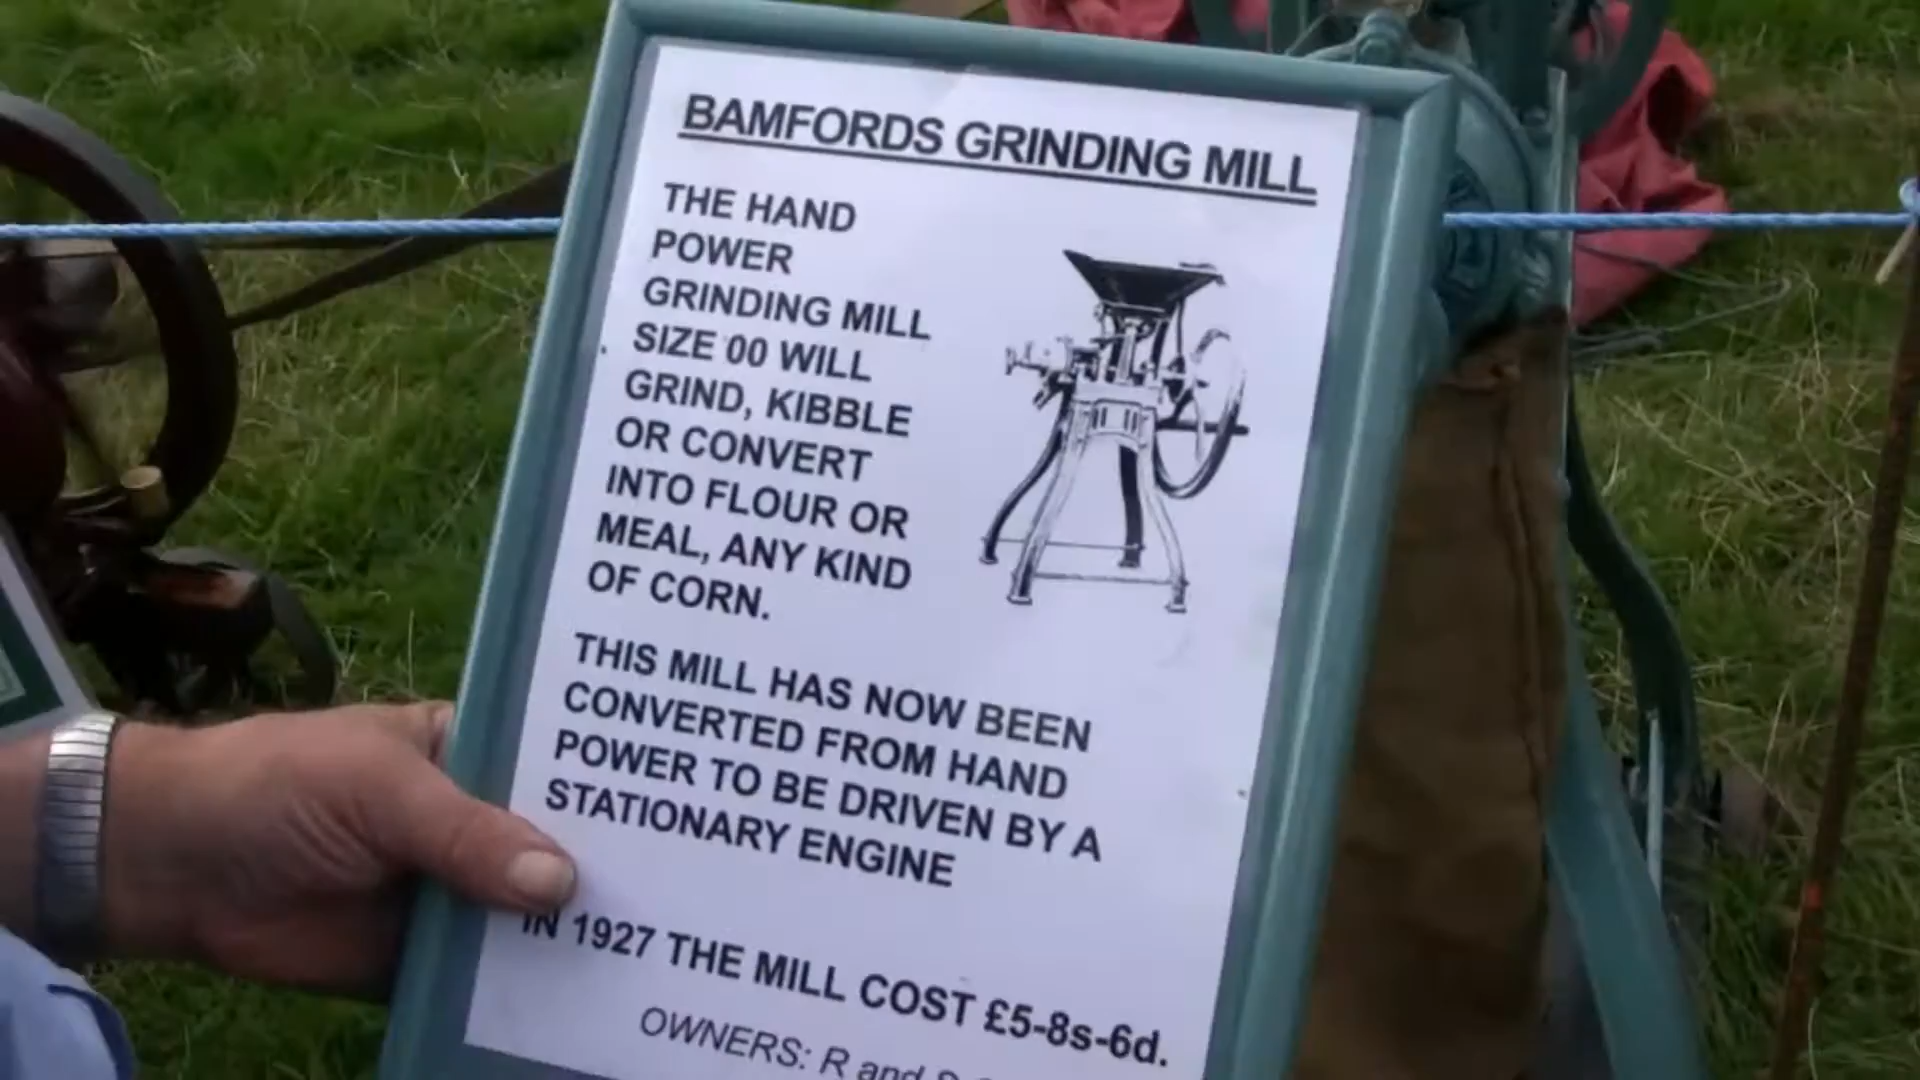 BAMFORDS GRINDING MILL
THE HAND
POWER
GRINDING MILL
SIZE 00 WILL
GRIND, KIBBLE
OR CONVERT
INTO FLOUR OR
MEAL, ANY KIND
OF CORN.
THIS MILL HAS NOW BEEN
CONVERTED FROM HAND
POWER TO BE DRIVEN BY A
STATIONARY ENGINE
IN 1927 THE MILL COST £5-8s-6d.
OWNERS: R and